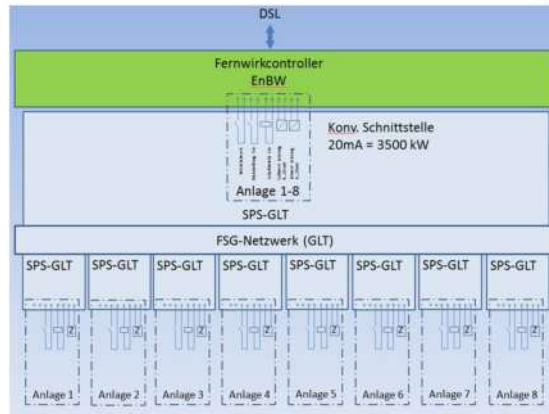 DSL
Fernwirkcontroller
EnBW
Konv. Schnittstelle
20mA = 3500 kW
Anlage 1-8
SPS-GLT
FSG-Netzwerk (GLT)
SPS-GLT SPS-GLT SPS-GLT SPS-GLT SPS-GLT SPS-GLT SPS-GLT SPS-GLT
Anlage 1 Anlage 2 Anlage 3 Anlage 4 Anlage 5 Anlage 6 Anlage 7 Anlage 8